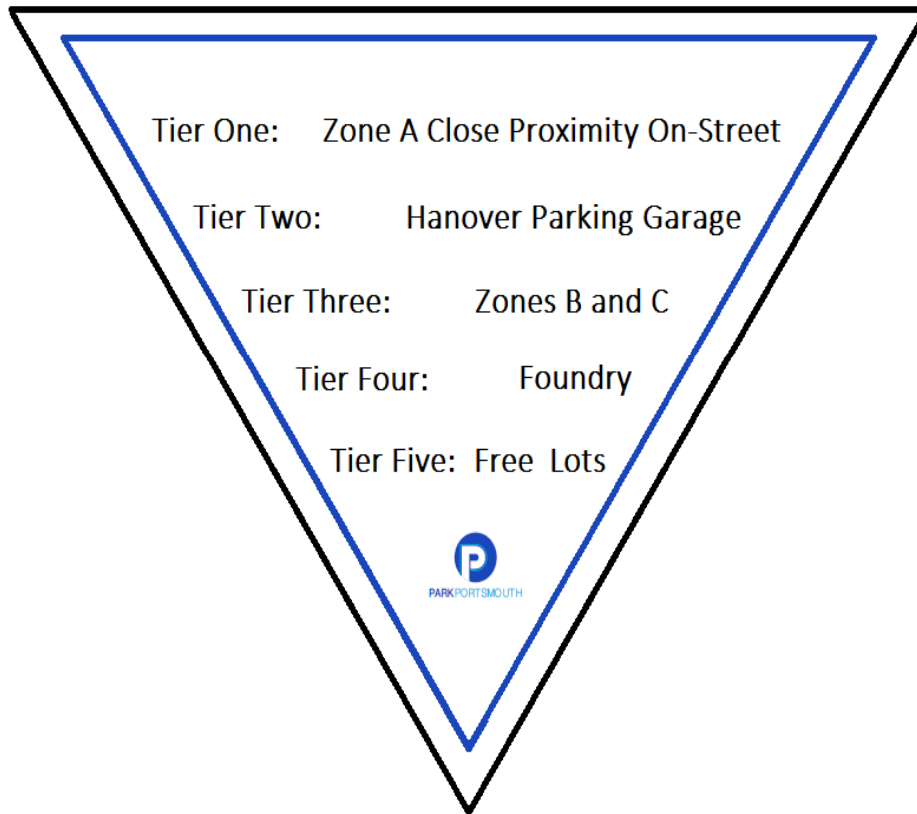 Tier One: Zone A Close Proximity On-Street
Tier Two: Hanover Parking Garage
Tier Three: Zones B and C
Tier Four: Foundry
Tier Five: Free Lots
P
PARKPORTSMOUTH